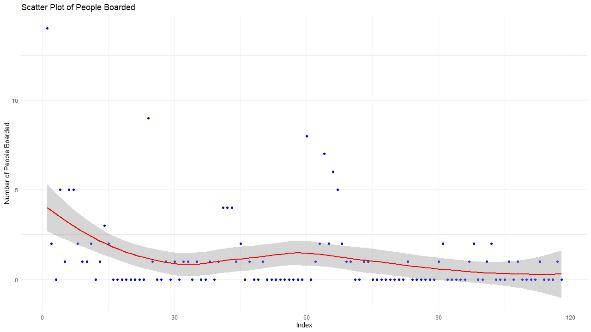 Scatter Plot of People Boarded
Number of People Boarded
10
5
0
0 30 60 90 120
Index